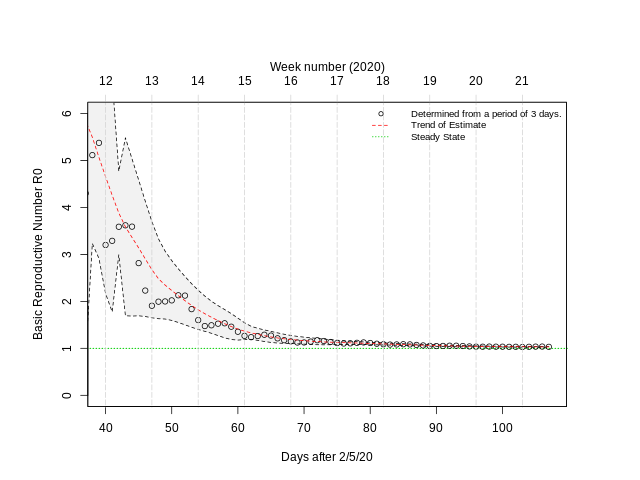 Week number (2020)
12 13 14 15 16 17 18 19 20 21
Determined from a period of 3 days.
Trend of Estimate
Steady State
Basic Reproductive Number R0
6
5
4
3
2
1
0
40 50 60 70 80 90 100
Days after 2/5/20